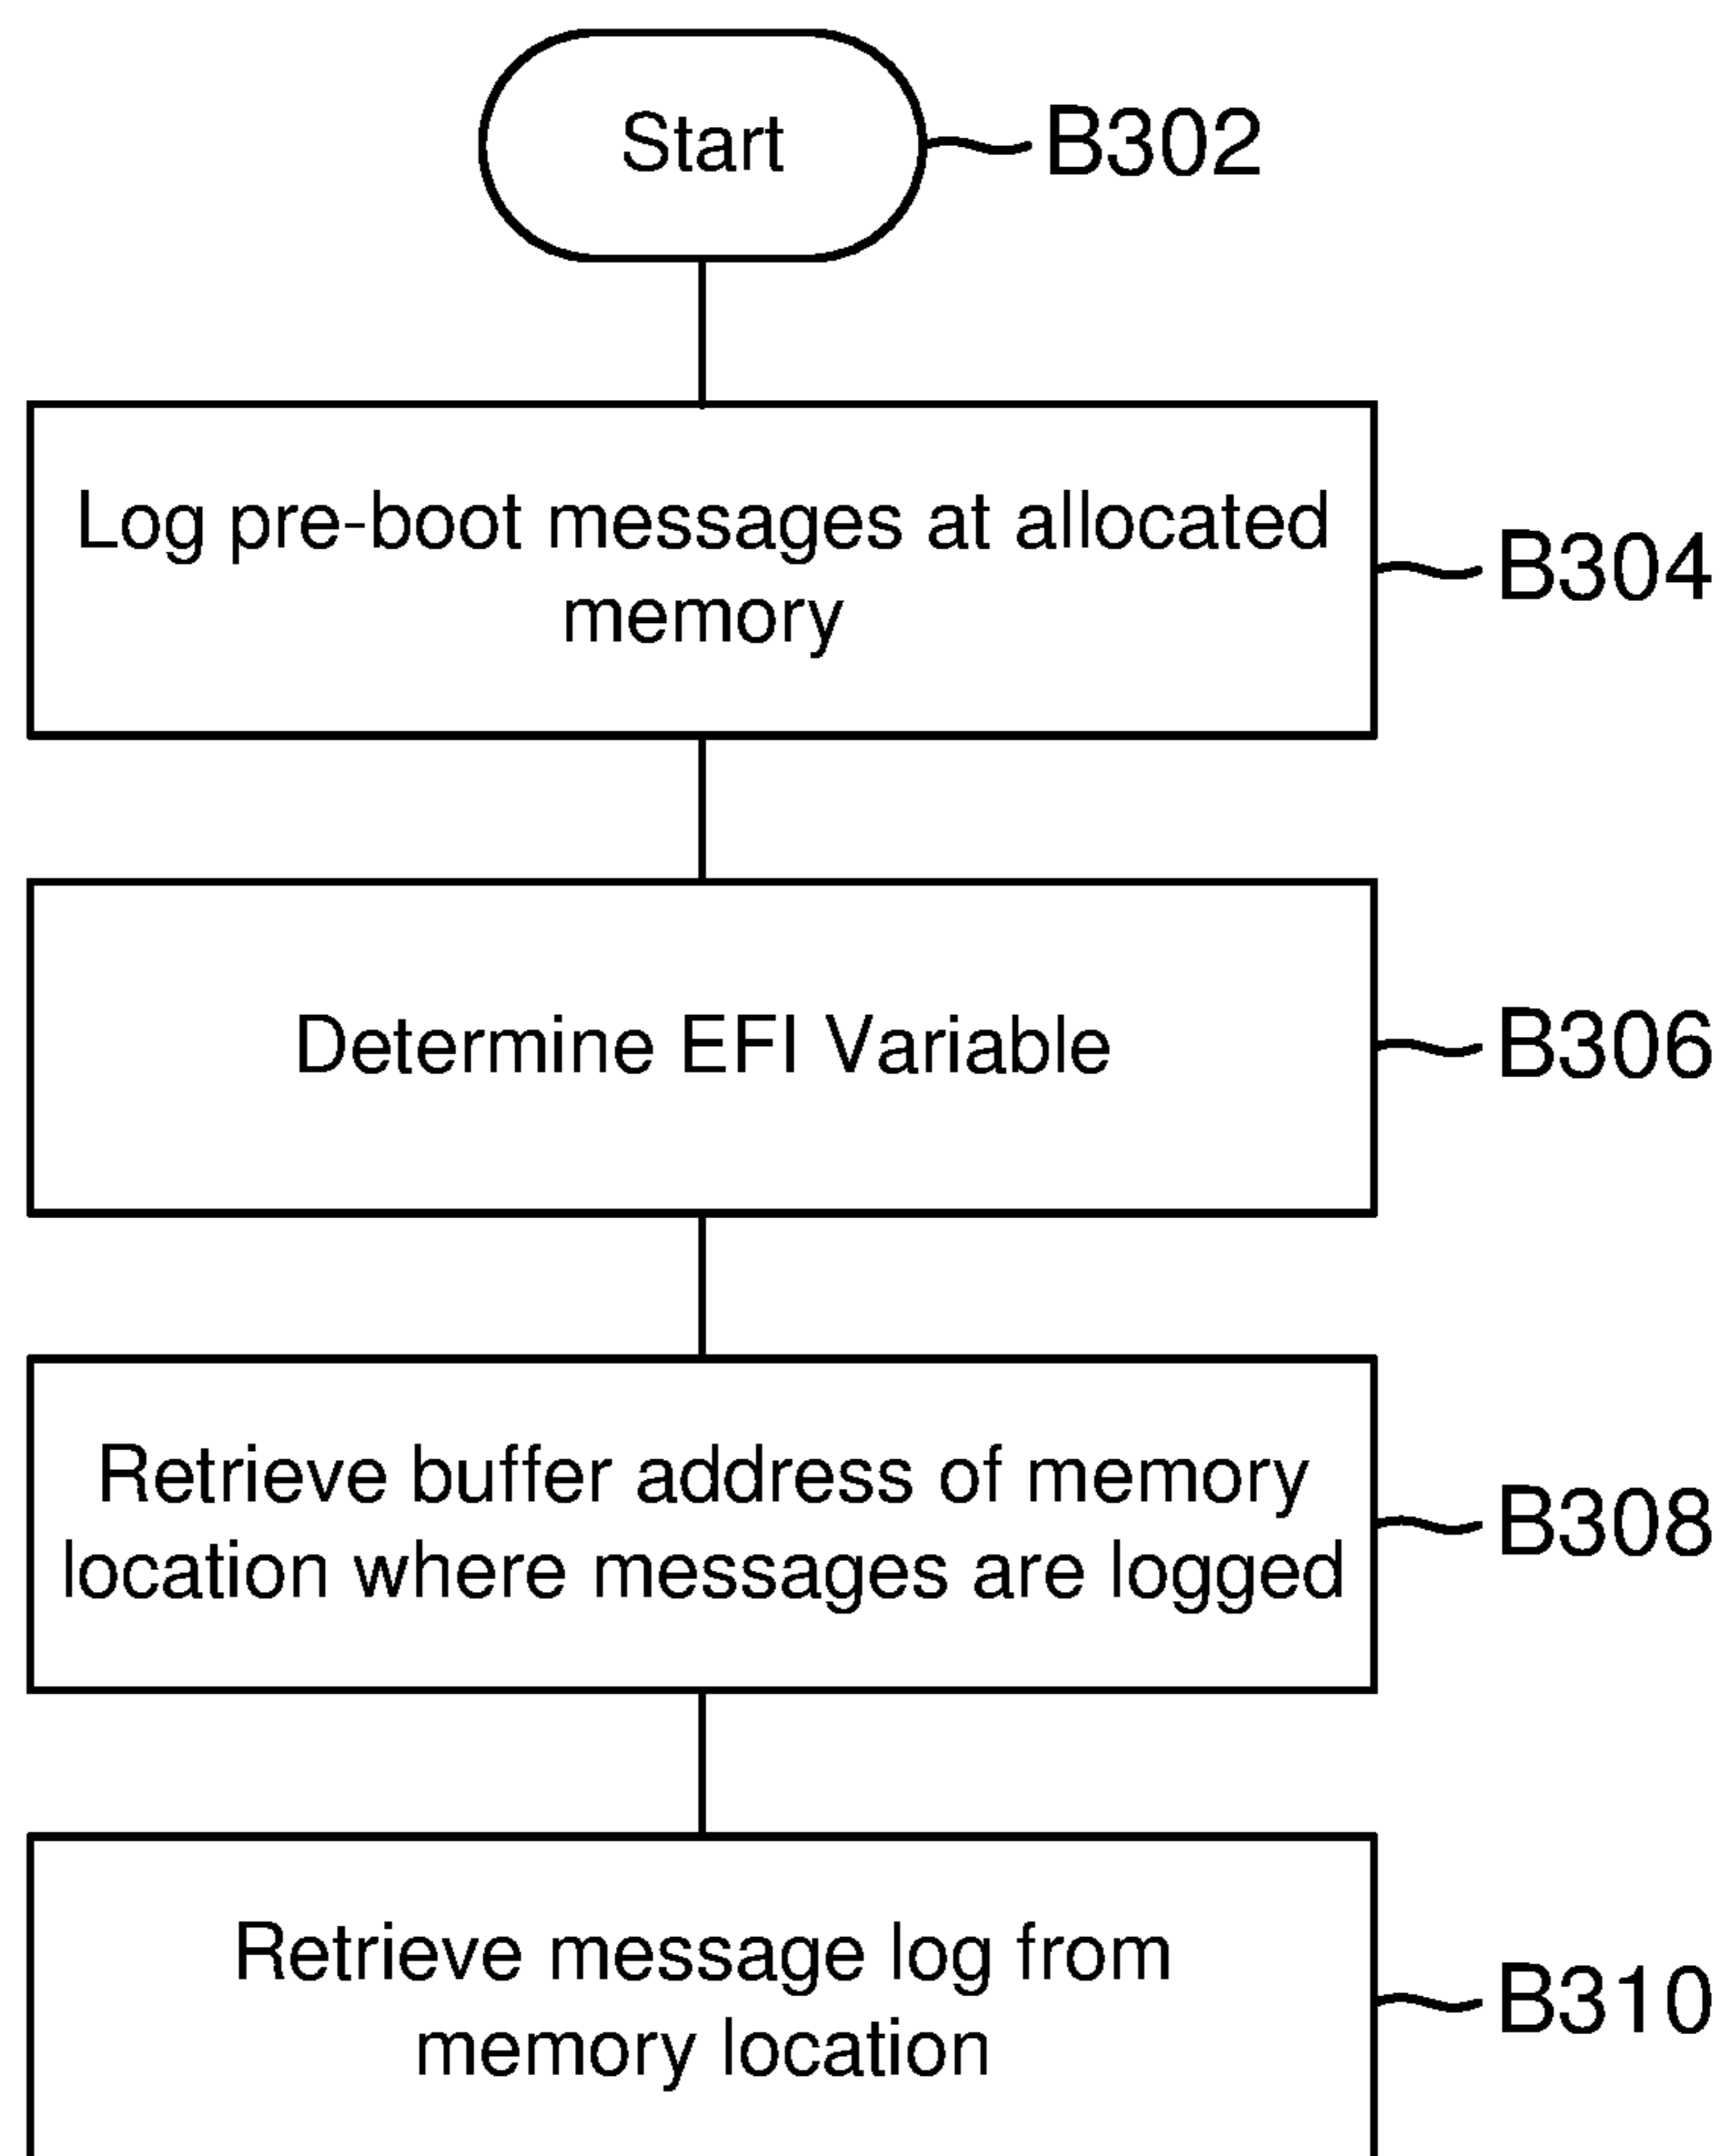 Start
B302
Log pre-boot messages at allocated
memory
B304
Determine EFI Variable
B306
Retrieve buffer address of memory
location where messages are logged
B308
Retrieve message log from
memory location
B310